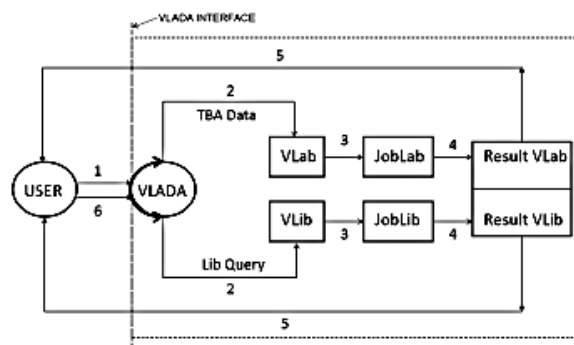 VLADA INTERFACE
5
2
TBA Data
1
USER
VLADA
6
VLab
3
JobLab
4
Result VLab
VLib
3
JobLib
4
Result VLib
Lib Query
2
5